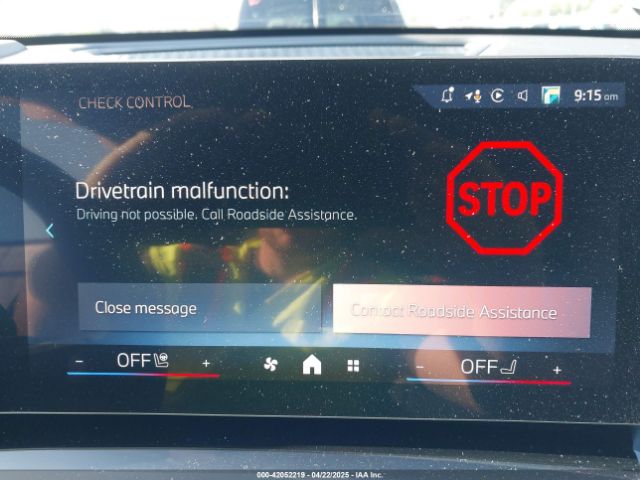 CHECK CONTROL
9:15 am
STOP
Drivetrain malfunction:
Driving not possible. Call Roadside Assistance.
Close message
Contact Roadside Assistance
- OFF +
- OFF +
000-42052219 - 04/22/2025 - IAA Inc.